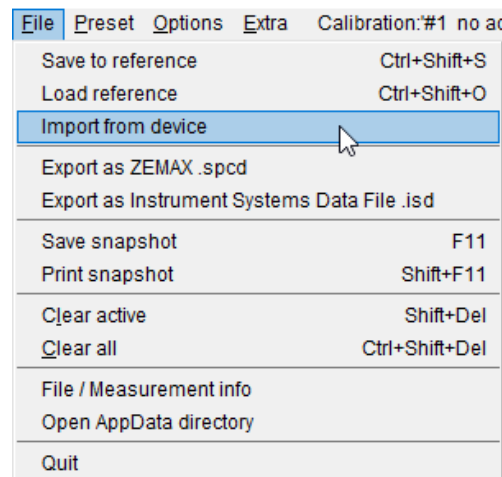 File Preset Options Extra Calibration:'#1 no
Save to reference Ctrl+Shift+S
Load reference Ctrl+Shift+O
Import from device
Export as ZEMAX .spcd
Export as Instrument Systems Data File .isd
Save snapshot F11
Print snapshot Shift+F11
Clear active Shift+Del
Clear all Ctrl+Shift+Del
File / Measurement info
Open AppData directory
Quit